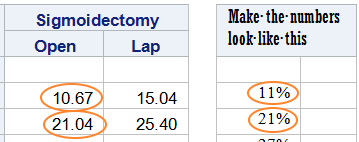 Sigmoidectomy
Open Lap
10.67 15.04
21.04 25.40
Make the numbers
look like this
11%
21%